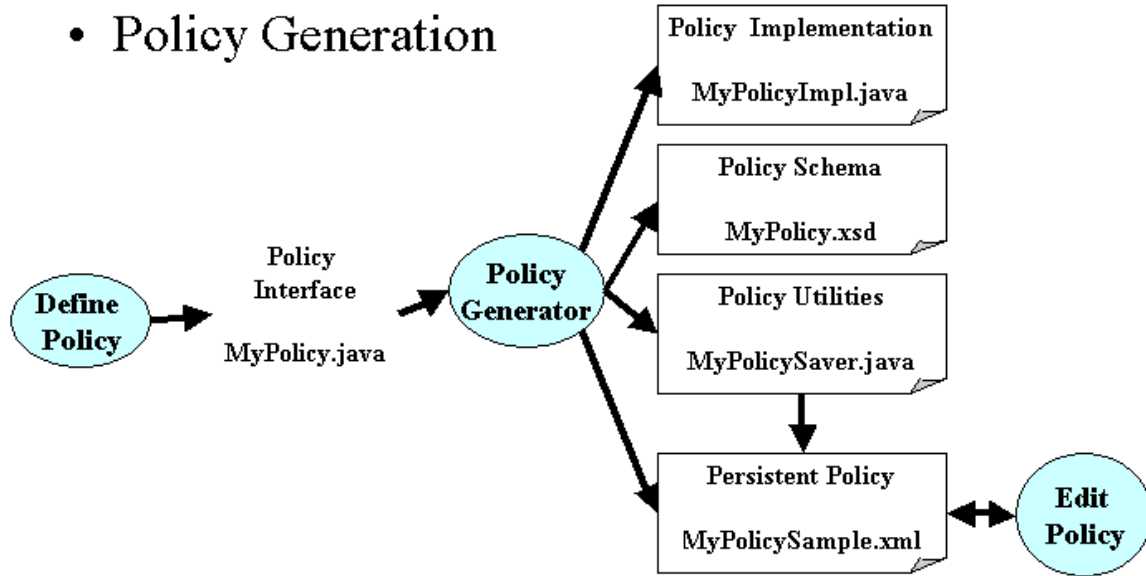 • Policy Generation
Define
Policy
Policy
Interface
MyPolicy.java
Policy
Generator
Policy Implementation
MyPolicyImpl.java
Policy Schema
MyPolicy.xsd
Policy Utilities
MyPolicySaver.java
Persistent Policy
MyPolicySample.xml
Edit
Policy